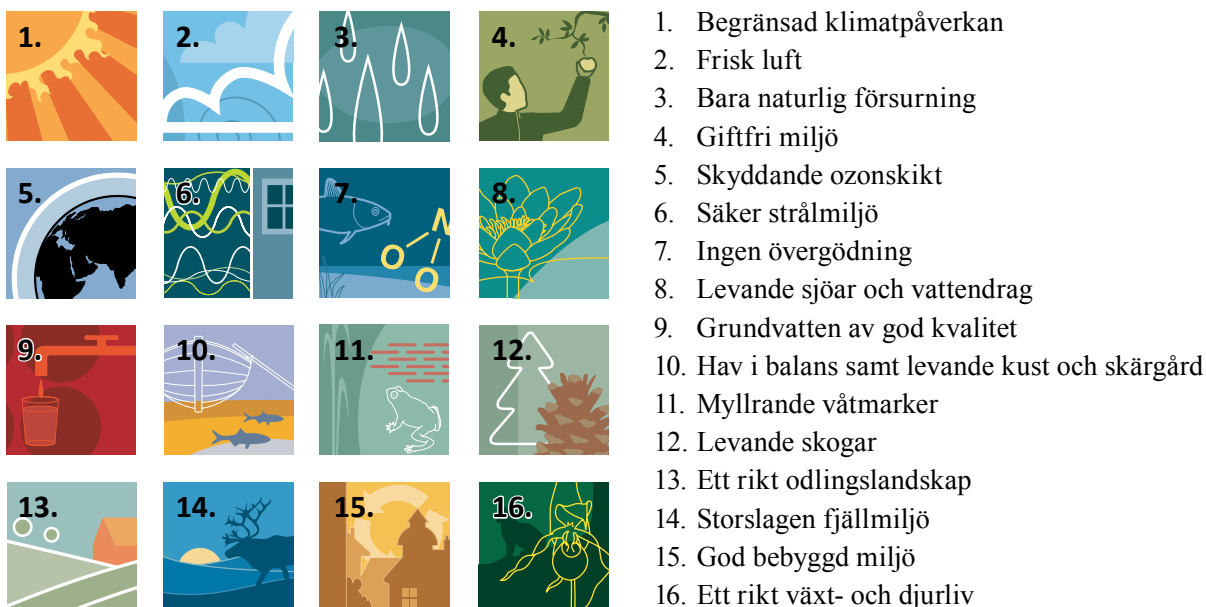 1.
2.
3.
4.
5.
6.
7.
N
O
O
8.
9.
10.
11.
12.
13.
14.
15.
16.
1. Begränsad klimatpåverkan
2. Frisk luft
3. Bara naturlig försurning
4. Giftfri miljö
5. Skyddande ozonskikt
6. Säker strålmiljö
7. Ingen övergödning
8. Levande sjöar och vattendrag
9. Grundvatten av god kvalitet
10. Hav i balans samt levande kust och skärgård
11. Myllrande våtmarker
12. Levande skogar
13. Ett rikt odlingslandskap
14. Storslagen fjällmiljö
15. God bebyggd miljö
16. Ett rikt växt- och djurliv